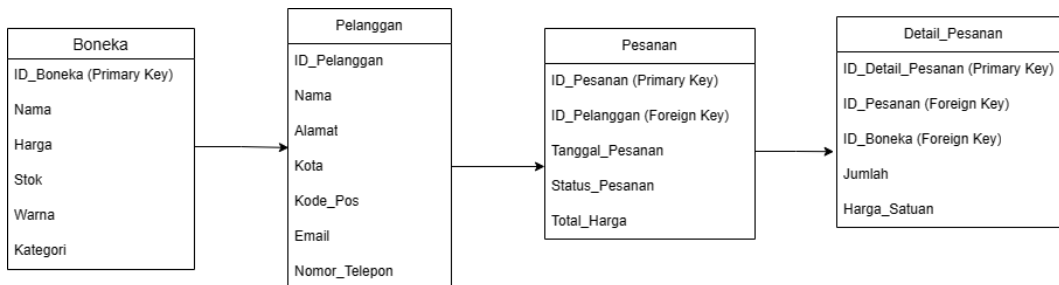 Boneka
ID_Boneka (Primary Key)
Nama
Harga
Stok
Warna
Kategori
Pelanggan
ID_Pelanggan
Nama
Alamat
Kota
Kode_Pos
Email
Nomor_Telepon
Pesanan
ID_Pesanan (Primary Key)
ID_Pelanggan (Foreign Key)
Tanggal_Pesanan
Status_Pesanan
Total_Harga
Detail_Pesanan
ID_Detail_Pesanan (Primary Key)
ID_Pesanan (Foreign Key)
ID_Boneka (Foreign Key)
Jumlah
Harga_Satuan